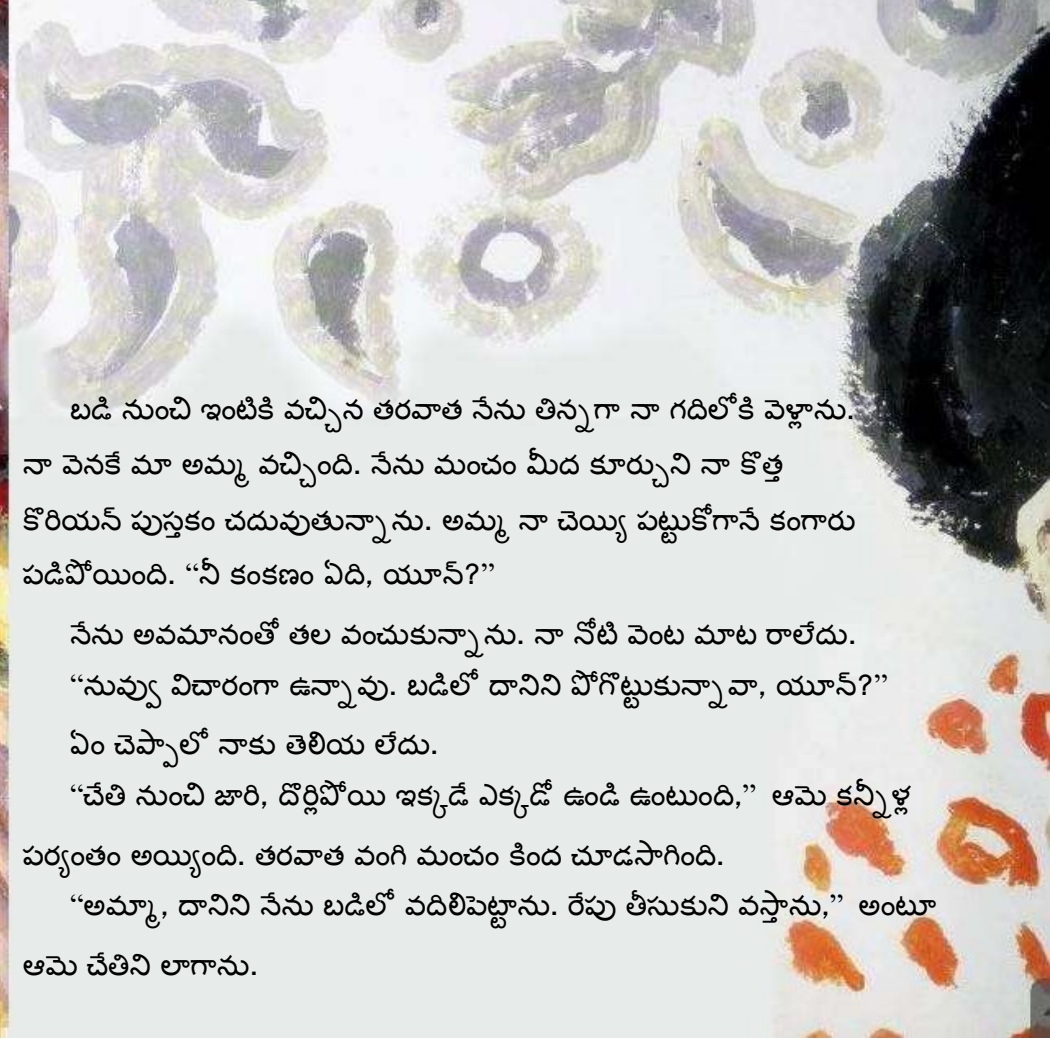 బడి నుంచి ఇంటికి వచ్చిన తరవాత నేను తిన్నగా నా గదిలోకి వెళ్లాను.
నా వెనకే మా అమ్మ వచ్చింది. నేను మంచం మీద కూర్చుని నా కొత్త
కొరియన్ పుస్తకం చదువుతున్నాను. అమ్మ నా చెయ్యి పట్టుకోగానే కంగారు
పడిపోయింది. “నీ కంకణం ఏది, యూన్?”
నేను అవమానంతో తల వంచుకున్నాను. నా నోటి వెంట మాట రాలేదు.
“నువ్వు విచారంగా ఉన్నావు. బడిలో దానిని పోగొట్టుకున్నావా, యూన్?”
ఏం చెప్పాలో నాకు తెలియ లేదు.
“చేతి నుంచి జారి, దొర్లిపోయి ఇక్కడే ఎక్కడో ఉండి ఉంటుంది,” ఆమె కన్నీళ్ల
పర్యంతం అయ్యింది. తరవాత వంగి మంచం కింద చూడసాగింది.
“అమ్మా, దానిని నేను బడిలో వదిలిపెట్టాను. రేపు తీసుకుని వస్తాను,” అంటూ
ఆమె చేతిని లాగాను.